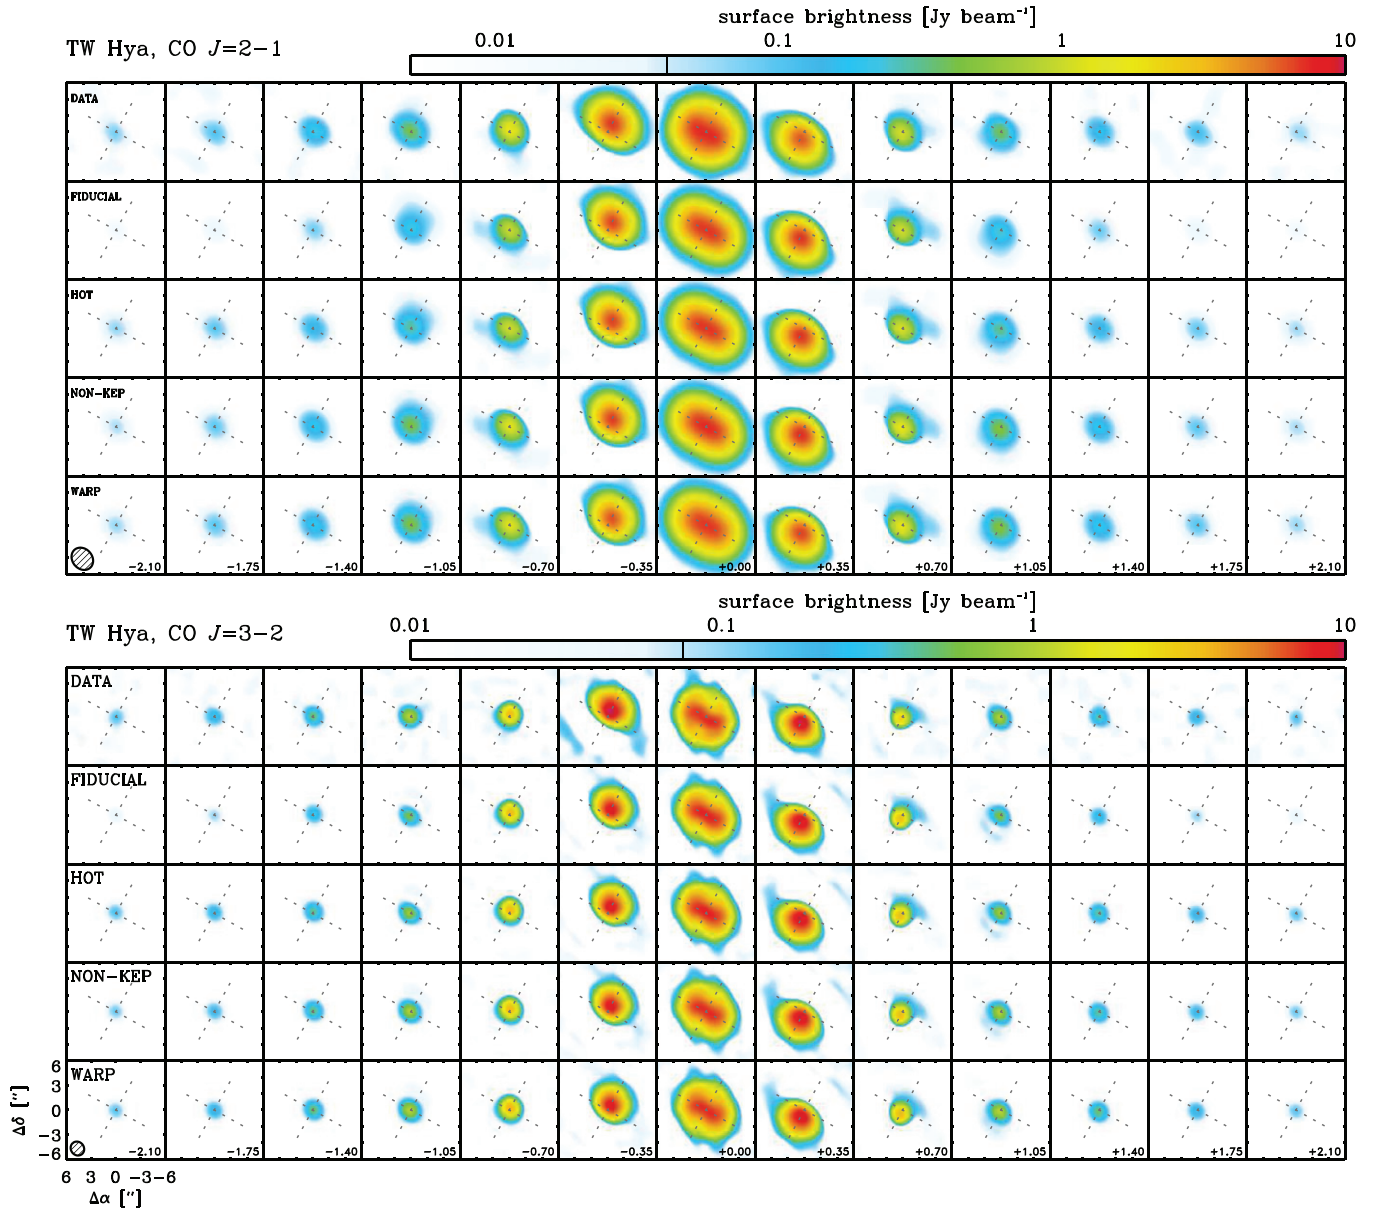 surface brightness [Jy beam⁻¹]
TW Hya, CO J=2−1
0.01 0.1 1 10
DATA
FIDUCIAL
HOT
NON−KEP
WARP
−2.10 −1.75 −1.40 −1.05 −0.70 −0.35 +0.00 +0.35 +0.70 +1.05 +1.40 +1.75 +2.10
surface brightness [Jy beam⁻¹]
TW Hya, CO J=3−2
0.01 0.1 1 10
DATA
FIDUCIAL
HOT
NON−KEP
WARP
−2.10 −1.75 −1.40 −1.05 −0.70 −0.35 +0.00 +0.35 +0.70 +1.05 +1.40 +1.75 +2.10
6
3
0
−3
−6
Δδ [″]
6 3 0 −3−6
Δα [″]